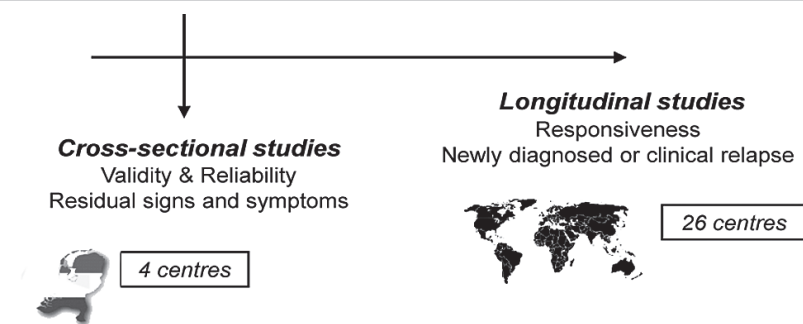 Cross-sectional studies
Validity & Reliability
Residual signs and symptoms
4 centres
Longitudinal studies
Responsiveness
Newly diagnosed or clinical relapse
26 centres